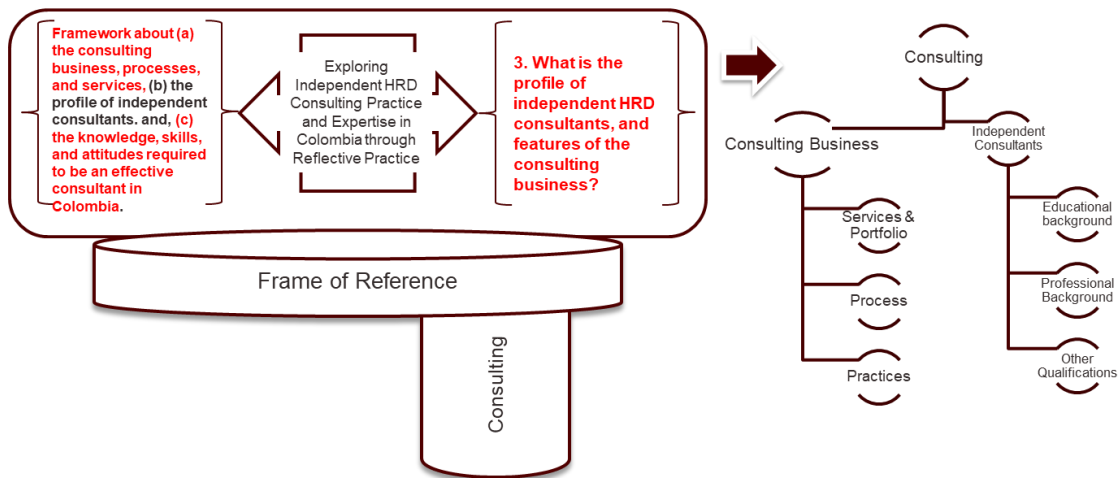 Framework about (a)
the consulting
business, processes,
and services, (b) the
profile of independent
consultants. and, (c)
the knowledge, skills,
and attitudes required
to be an effective
consultant in
Colombia.
Exploring
Independent HRD
Consulting Practice
and Expertise in
Colombia through
Reflective Practice
3. What is the
profile of
independent HRD
consultants, and
features of the
consulting
business?
Frame of Reference
Consulting
Consulting
Consulting Business
Services &
Portfolio
Process
Practices
Independent
Consultants
Educational
background
Professional
Background
Other
Qualifications